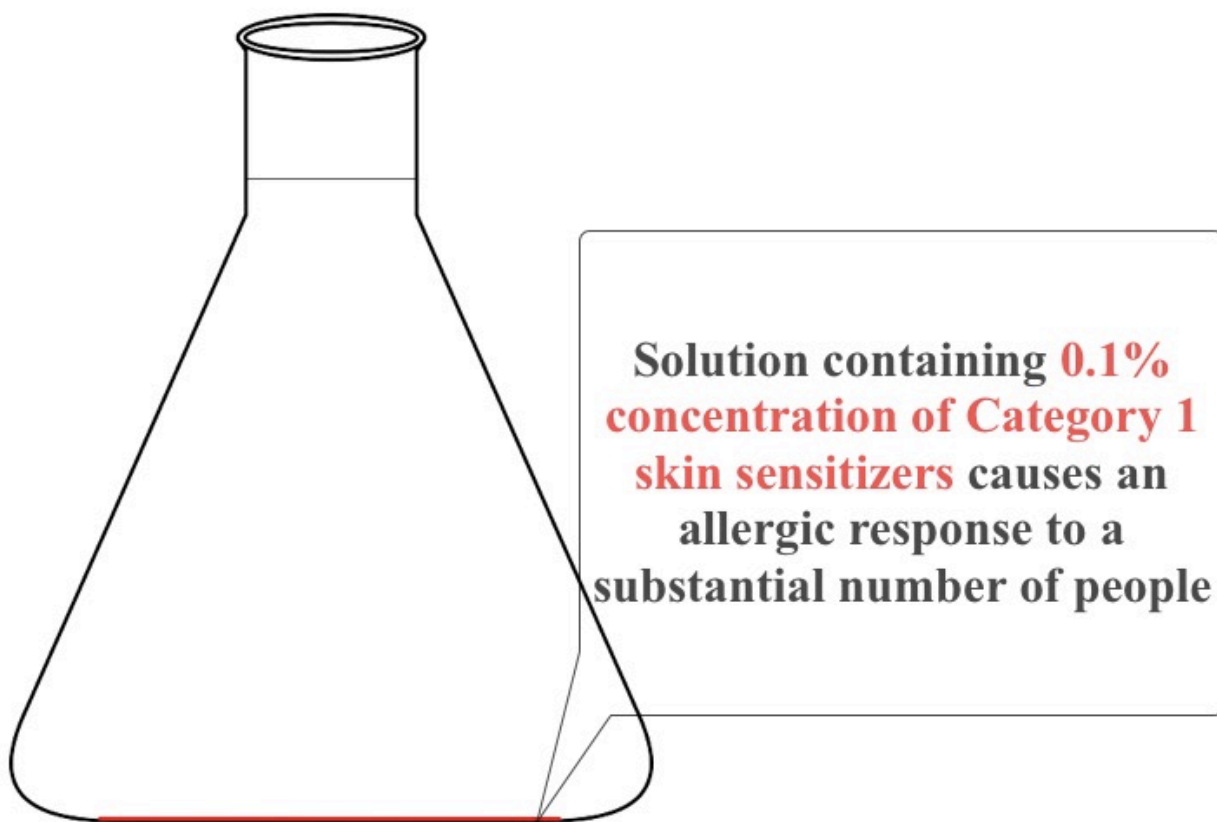 Solution containing 0.1%
concentration of Category 1
skin sensitizers causes an
allergic response to a
substantial number of people